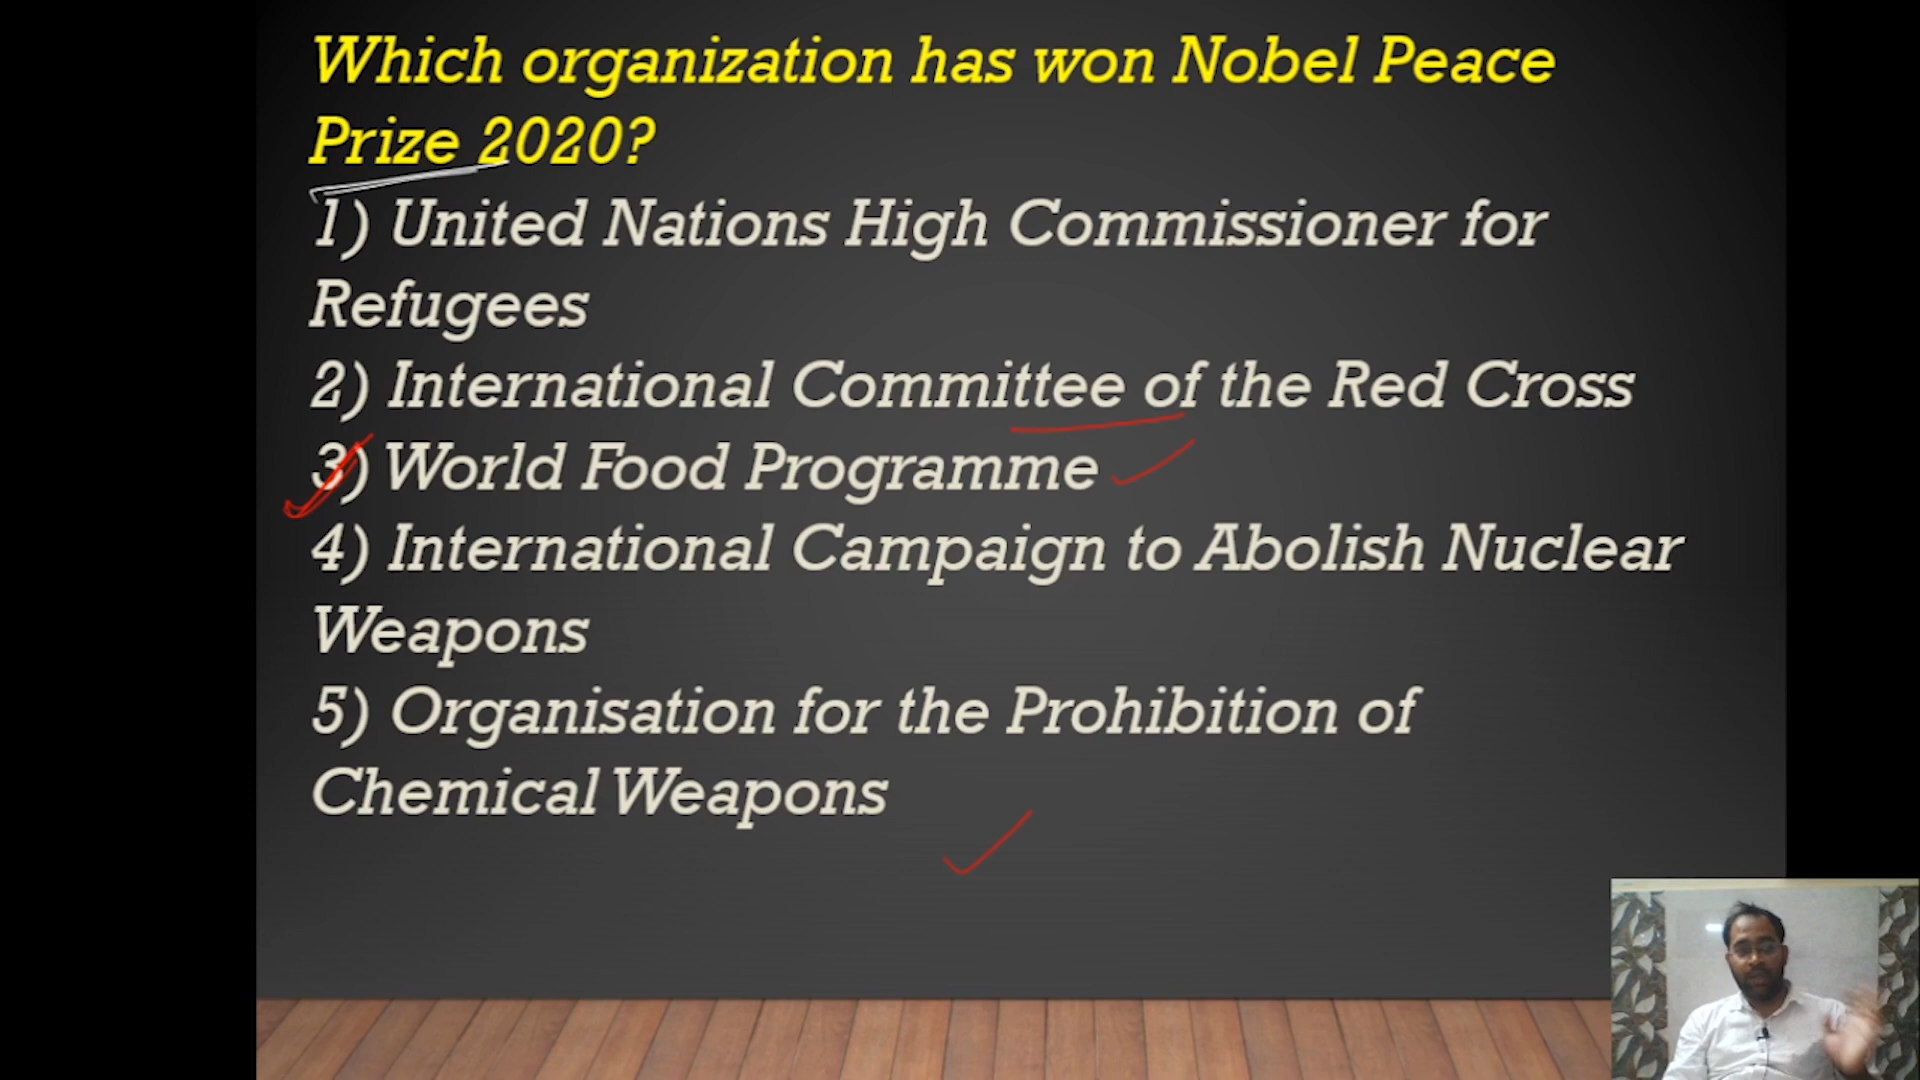 Which organization has won Nobel Peace
Prize 2020?
1) United Nations High Commissioner for
Refugees
2) International Committee of the Red Cross
3) World Food Programme
4) International Campaign to Abolish Nuclear
Weapons
5) Organisation for the Prohibition of
Chemical Weapons